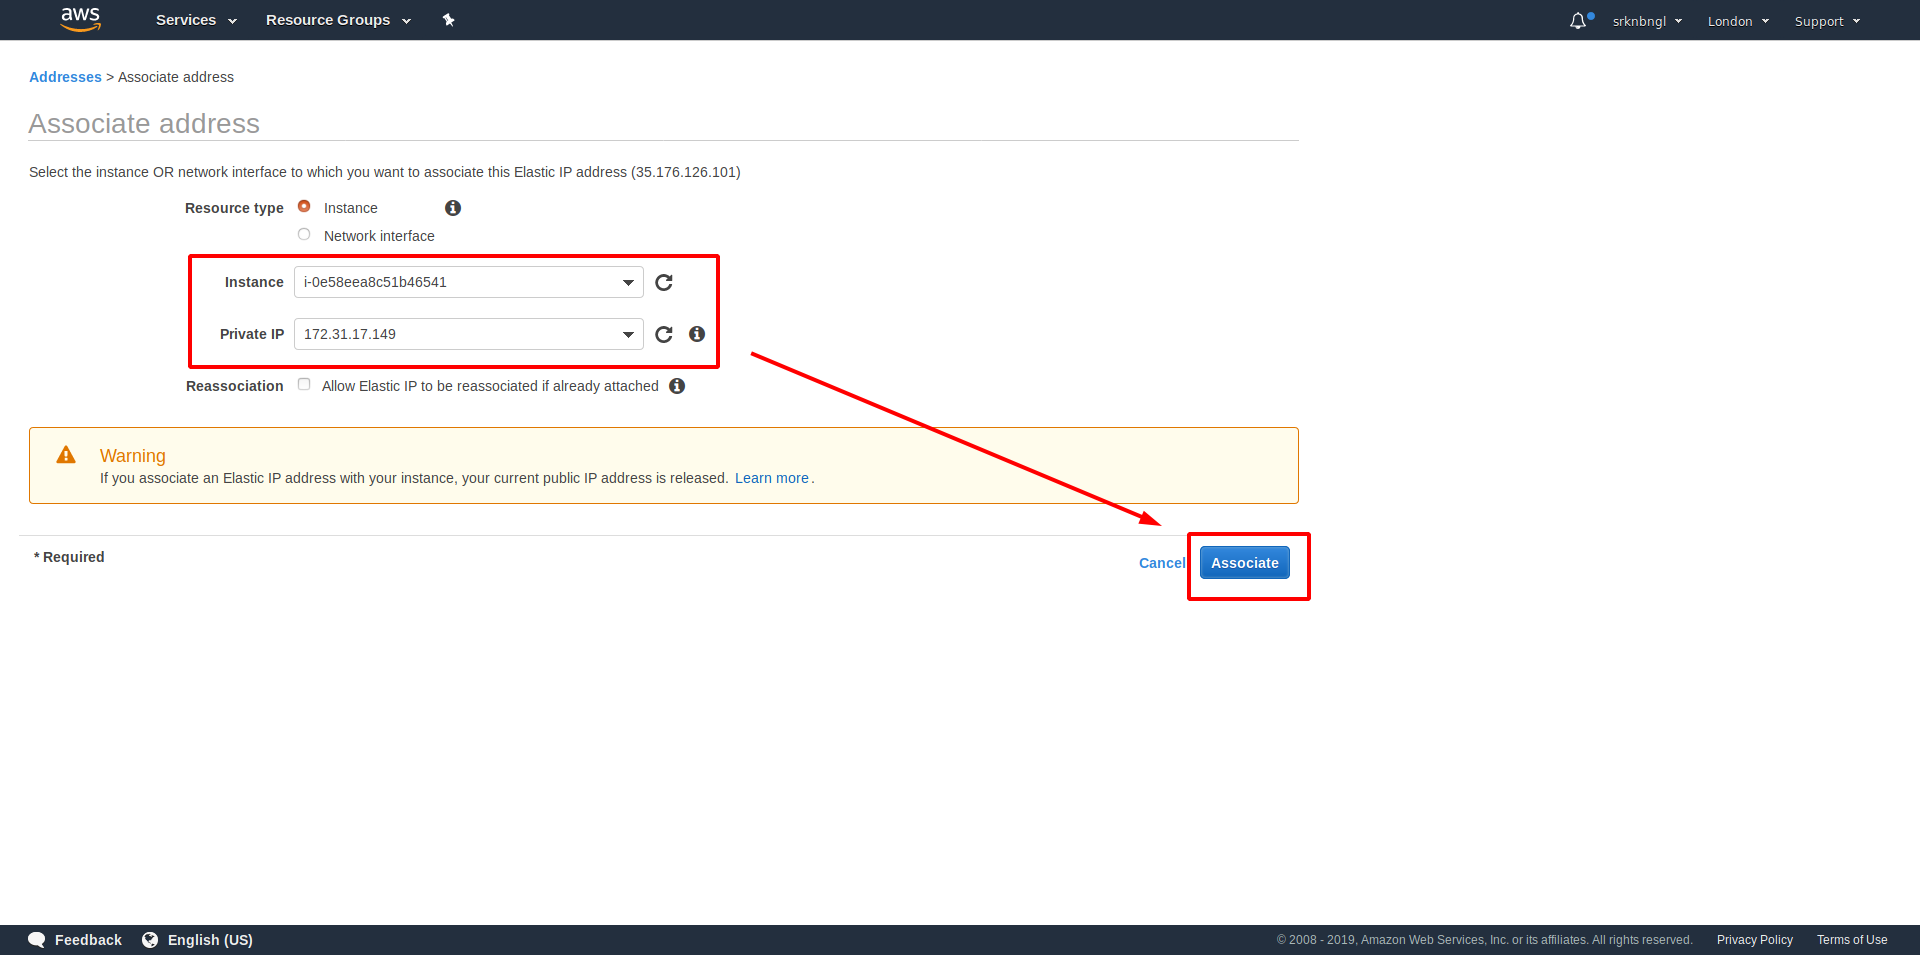 aws Services Resource Groups srknbngl London Support
Addresses > Associate address
Associate address
Select the instance OR network interface to which you want to associate this Elastic IP address (35.176.126.101)
Resource type Instance
Network interface
Instance i-0e58eea8c51b46541
Private IP 172.31.17.149
Reassociation Allow Elastic IP to be reassociated if already attached
Warning
If you associate an Elastic IP address with your instance, your current public IP address is released. Learn more.
* Required
Cancel Associate
Feedback English (US) © 2008 - 2019, Amazon Web Services, Inc. or its affiliates. All rights reserved. Privacy Policy Terms of Use